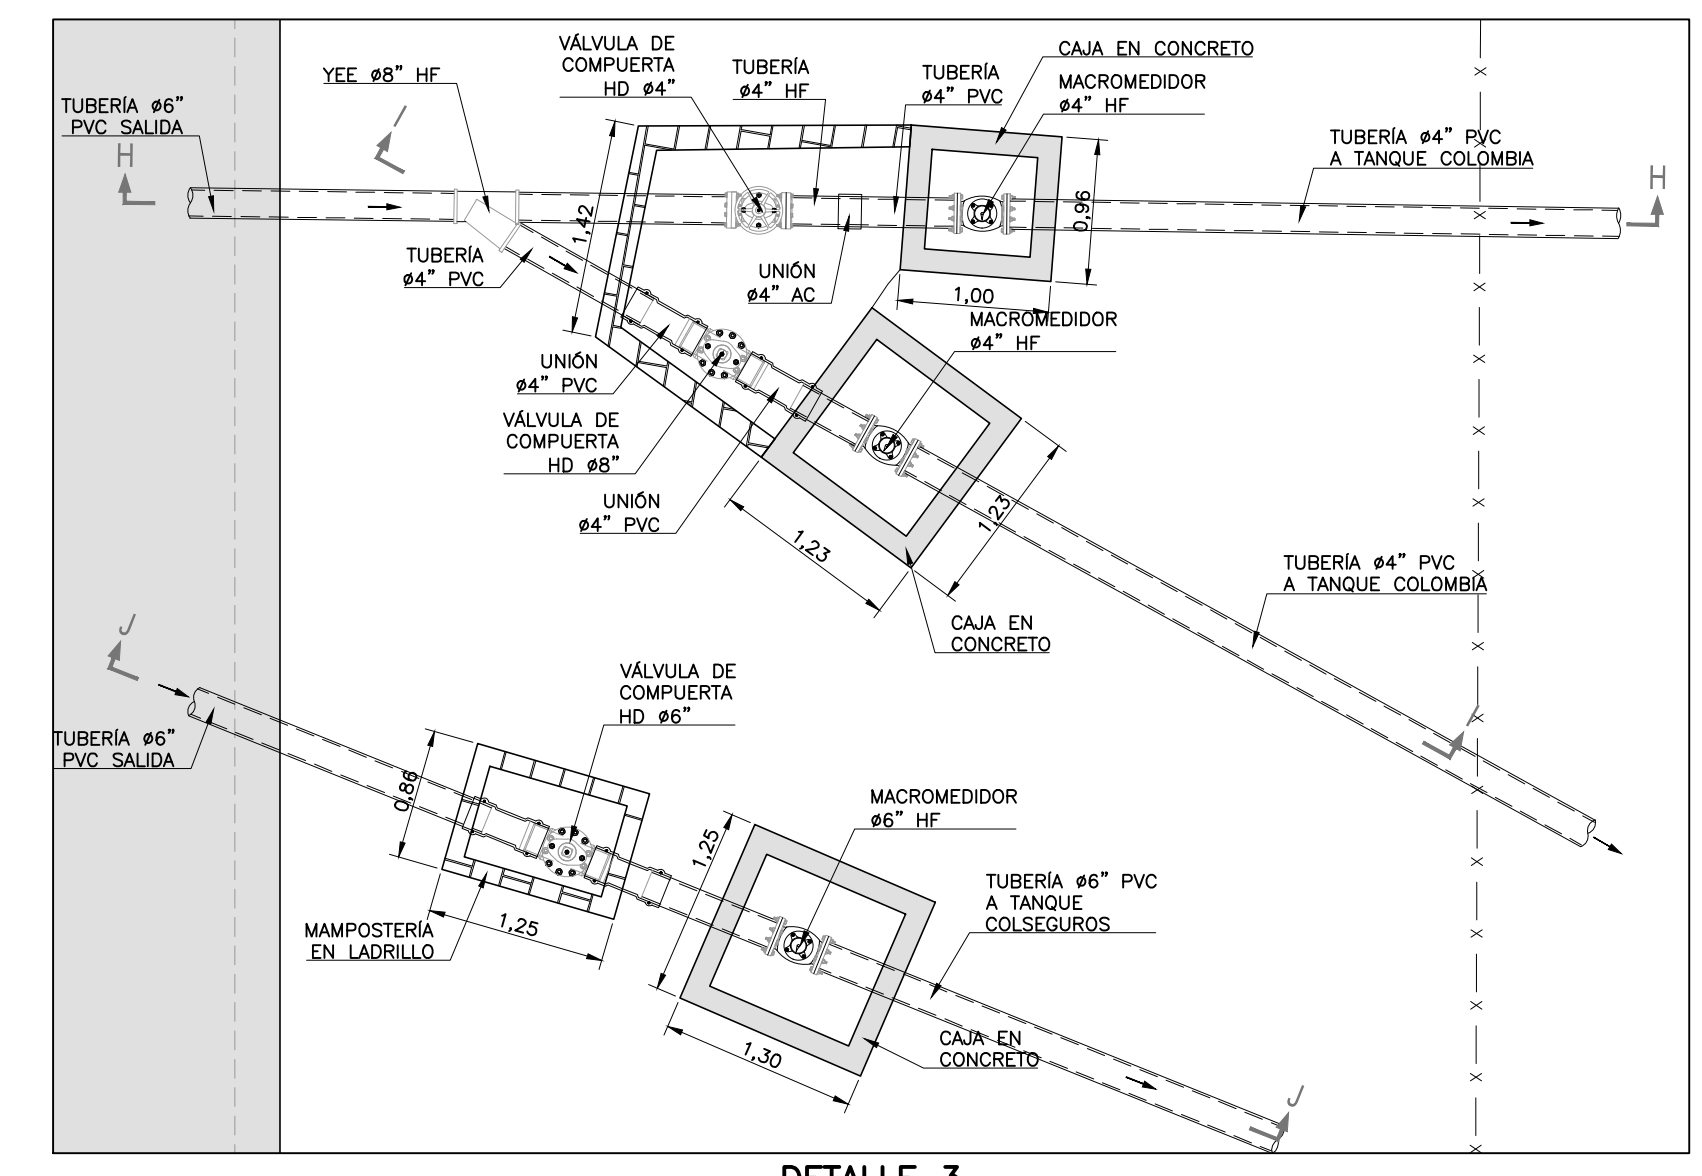 VÁLVULA DE
COMPUERTA
HD ø4”
YEE ø8” HF
TUBERÍA
ø4” HF
TUBERÍA
ø4” PVC
CAJA EN CONCRETO
MACROMEDIDOR
ø4” HF
TUBERÍA ø6”
PVC SALIDA
H
I
TUBERÍA ø4” PVC
A TANQUE COLOMBIA
H
1,42
0,96
TUBERÍA
ø4” PVC
UNIÓN
ø4” AC
1,00
MACROMEDIDOR
ø4” HF
UNIÓN
ø4” PVC
VÁLVULA DE
COMPUERTA
HD ø8”
UNIÓN
ø4” PVC
1,23
1,23
TUBERÍA ø4” PVC
A TANQUE COLOMBIA
CAJA EN
CONCRETO
J
VÁLVULA DE
COMPUERTA
HD ø6”
I
TUBERÍA ø6”
PVC SALIDA
0,86
MACROMEDIDOR
ø6” HF
1,25
TUBERÍA ø6” PVC
A TANQUE
COLSEGUROS
MAMPOSTERÍA
EN LADRILLO
1,25
1,30
CAJA EN
CONCRETO
J
DETALLE 3